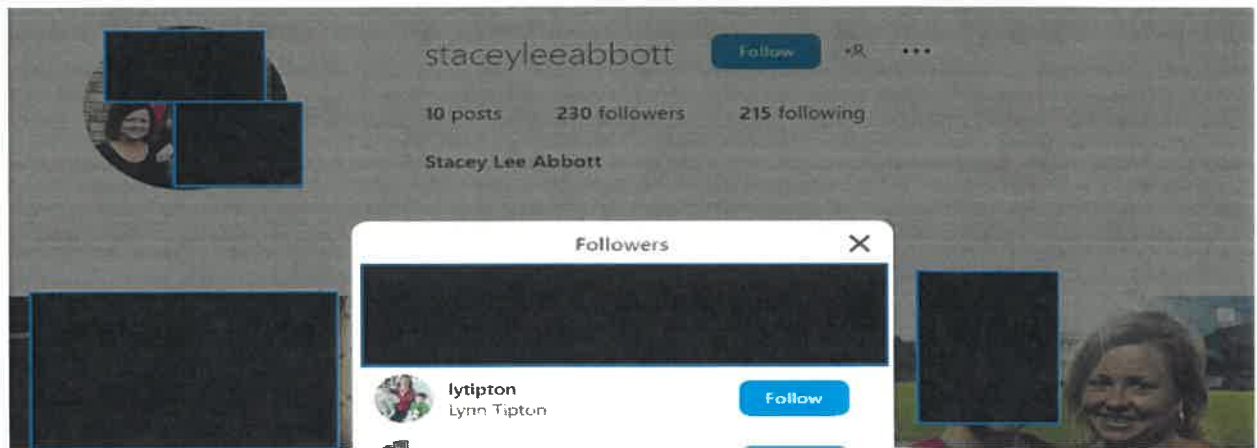 staceyleeabbott Follow
10 posts 230 followers 215 following
Stacey Lee Abbott
Followers
lytipton
Lynn Tipton
Follow